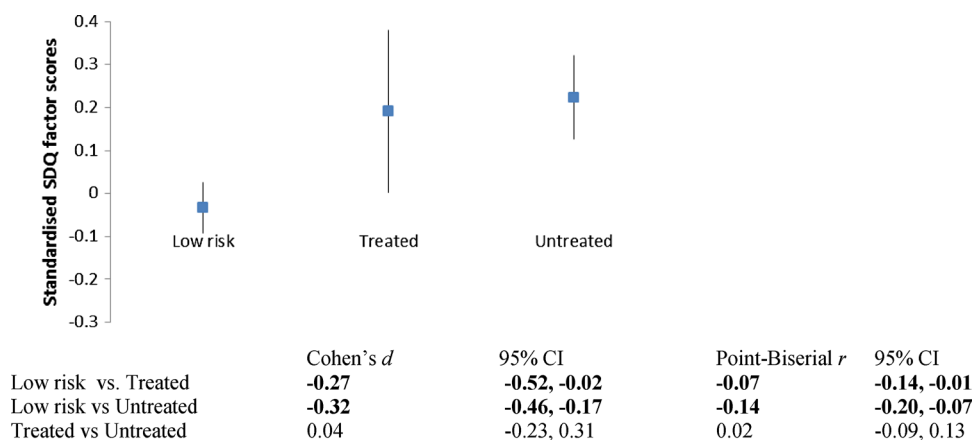 Standardised SDQ factor scores
0.4
0.3
0.2
0.1
0
-0.1
-0.2
-0.3
Low risk Treated Untreated
Cohen's d 95% CI Point-Biserial r 95% CI
Low risk vs. Treated -0.27 -0.52, -0.02 -0.07 -0.14, -0.01
Low risk vs Untreated -0.32 -0.46, -0.17 -0.14 -0.20, -0.07
Treated vs Untreated 0.04 -0.23, 0.31 0.02 -0.09, 0.13